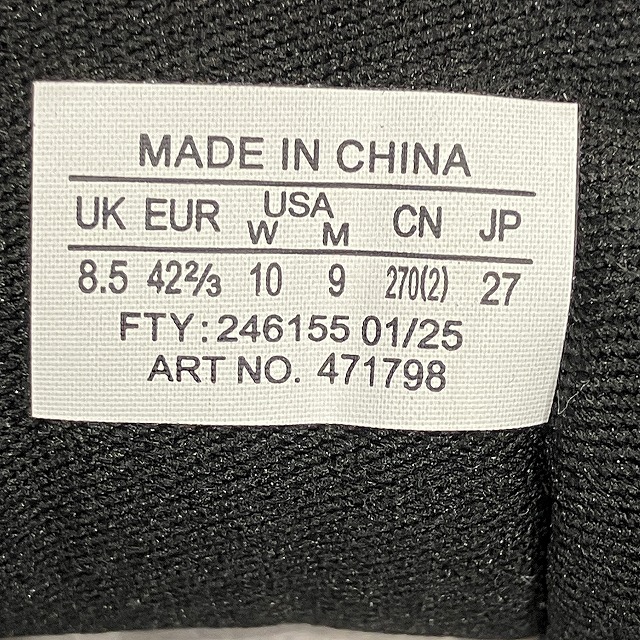 MADE IN CHINA
UK EUR USA CN JP
W M
8.5 42⅔ 10 9 270(2) 27
FTY: 246155 01/25
ART NO. 471798